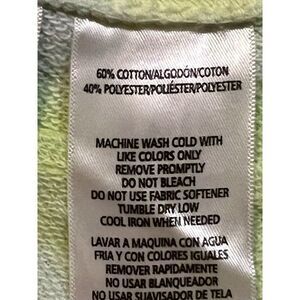 60% COTTON/ALGODÓN/COTON
40% POLYESTER/POLIÉSTER/POLYESTER
MACHINE WASH COLD WITH
LIKE COLORS ONLY
REMOVE PROMPTLY
DO NOT BLEACH
DO NOT USE FABRIC SOFTENER
TUMBLE DRY LOW
COOL IRON WHEN NEEDED
LAVAR A MAQUINA CON AGUA
FRIA Y CON COLORES IGUALES
REMOVER RAPIDAMENTE
NO USAR BLANQUEADOR
NO USAR SUAVISADOR DE TELA